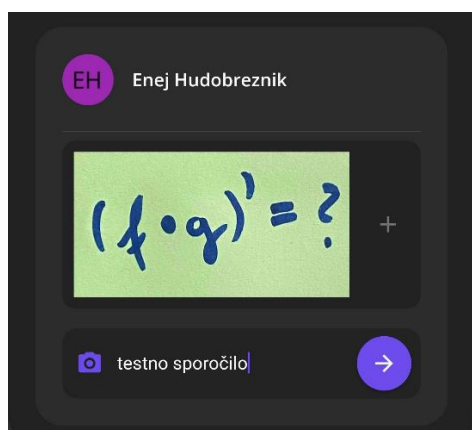 EH
Enej Hudobreznik
(f•g)'=?
+
testno sporočilo